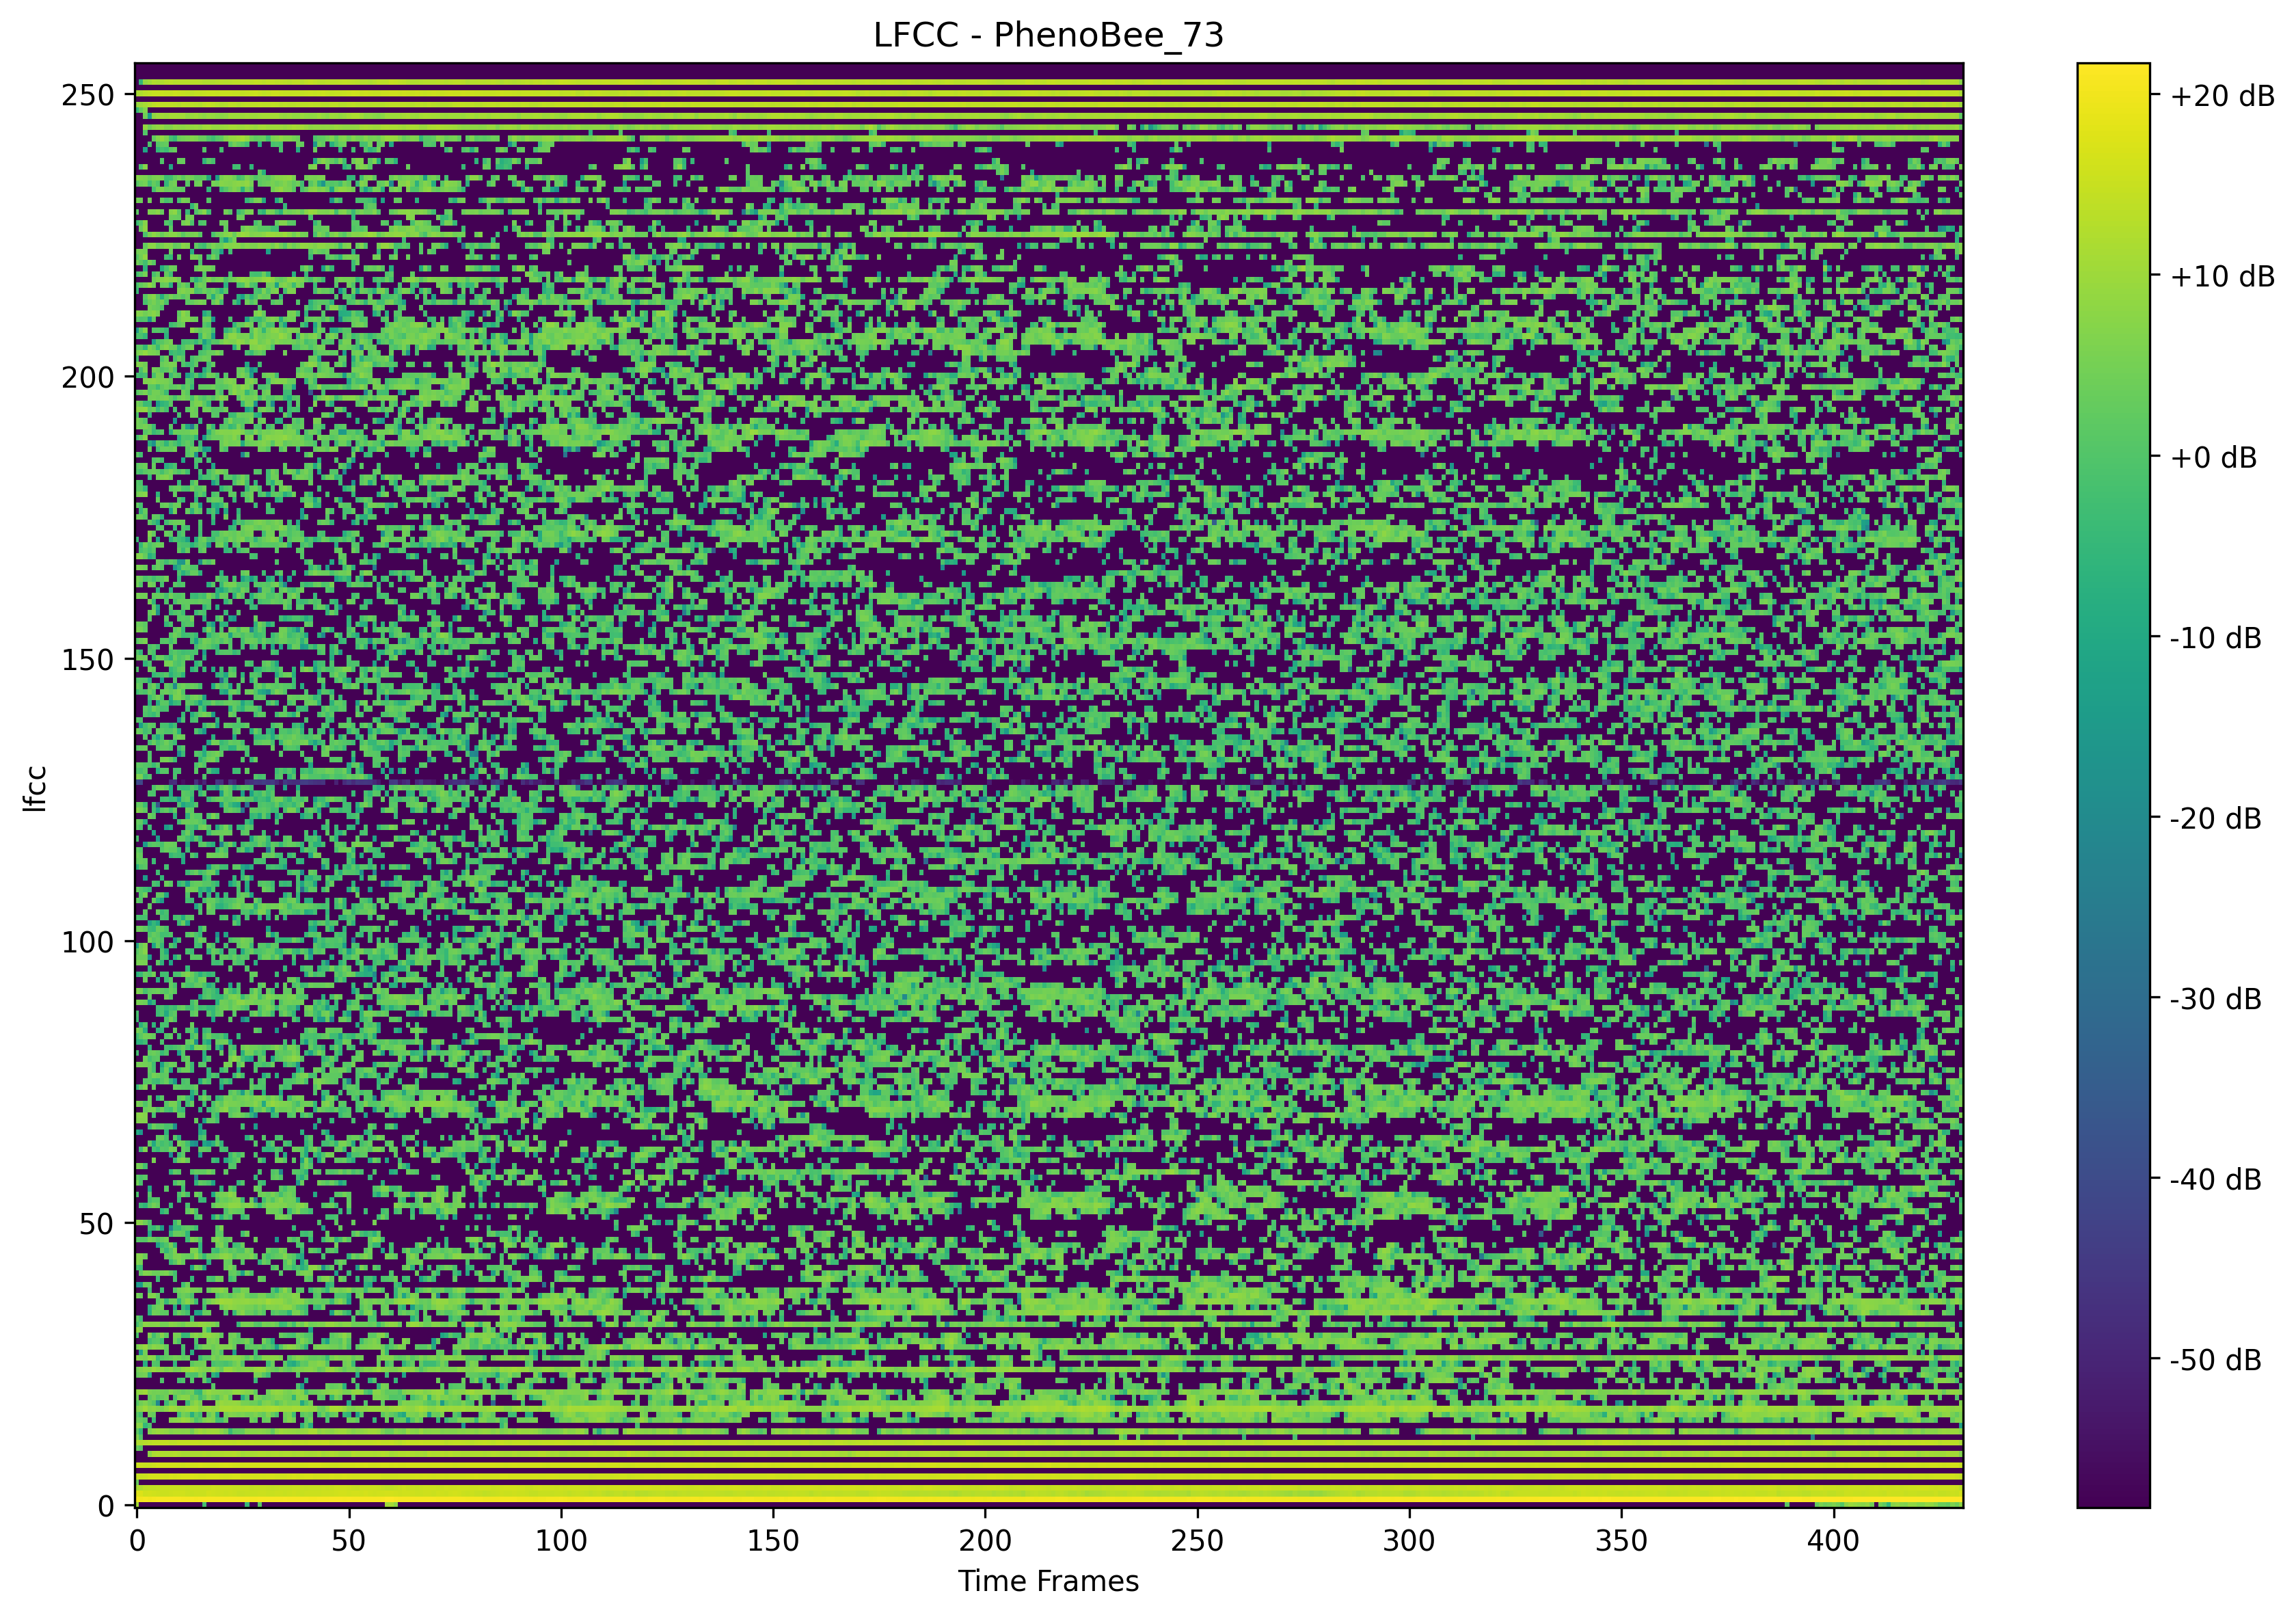 LFCC - PhenoBee_73
250
200
150
100
50
0
lfcc
0 50 100 150 200 250 300 350 400
Time Frames
+20 dB
+10 dB
+0 dB
-10 dB
-20 dB
-30 dB
-40 dB
-50 dB